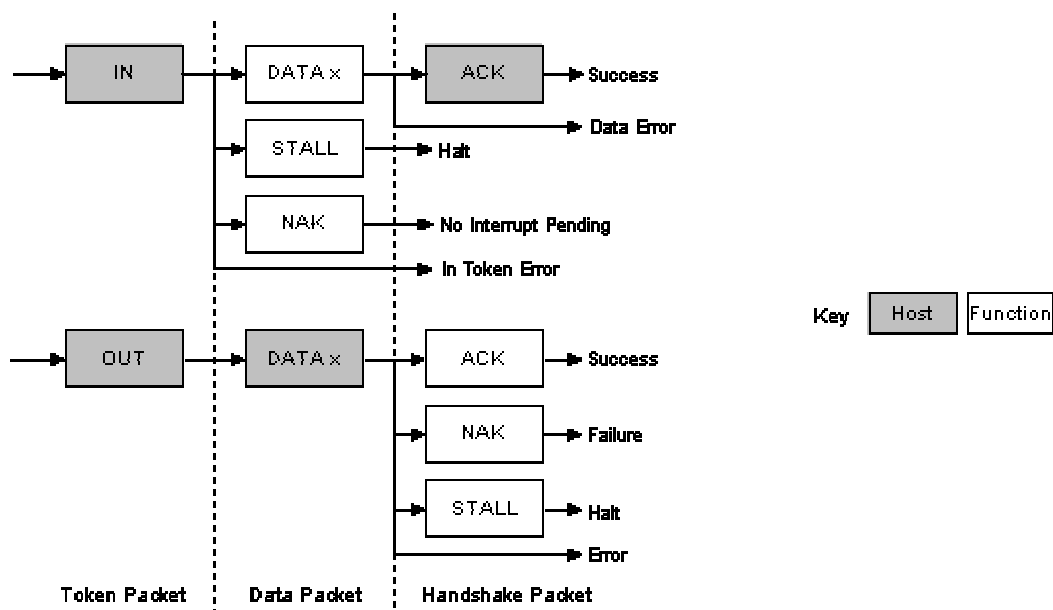 IN
DATA x
ACK
Success
Data Error
STALL
Halt
NAK
No Interrupt Pending
In Token Error
Key
Host
Function
OUT
DATA x
ACK
Success
NAK
Failure
STALL
Halt
Error
Token Packet
Data Packet
Handshake Packet